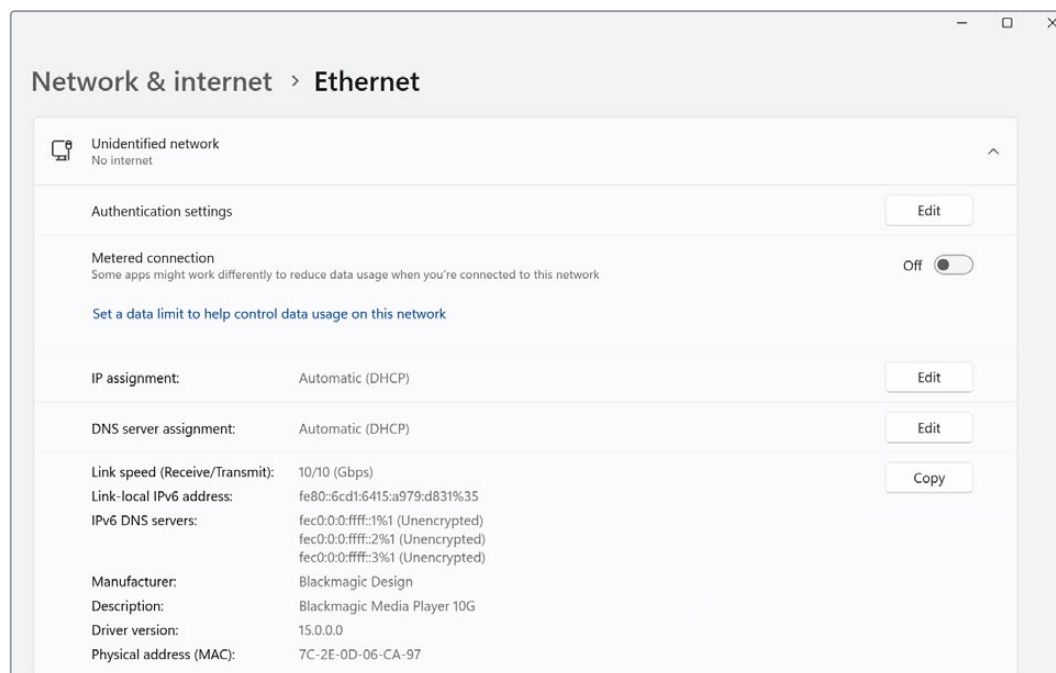 Network & internet > Ethernet
Unidentified network
No internet
Authentication settings Edit
Metered connection
Some apps might work differently to reduce data usage when you're connected to this network
Off
Set a data limit to help control data usage on this network
IP assignment: Automatic (DHCP) Edit
DNS server assignment: Automatic (DHCP) Edit
Link speed (Receive/Transmit): 10/10 (Gbps) Copy
Link-local IPv6 address: fe80::6cd1:6415:a979:d831%35
IPv6 DNS servers: fec0:0:0:ffff::1%1 (Unencrypted)
fec0:0:0:ffff::2%1 (Unencrypted)
fec0:0:0:ffff::3%1 (Unencrypted)
Manufacturer: Blackmagic Design
Description: Blackmagic Media Player 10G
Driver version: 15.0.0.0
Physical address (MAC): 7C-2E-0D-06-CA-97